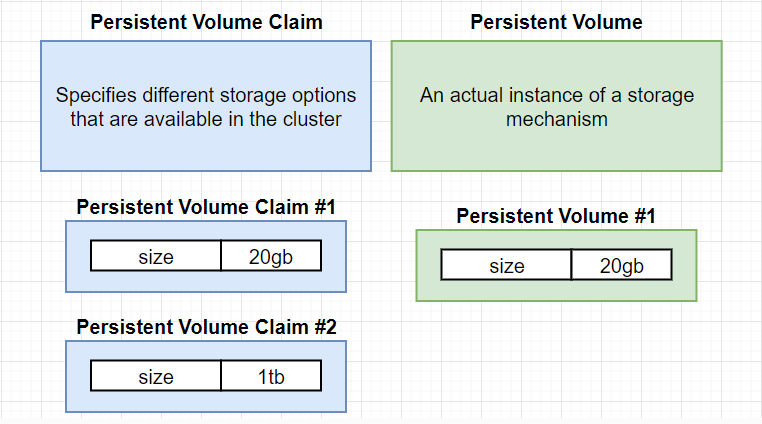 Persistent Volume Claim
Specifies different storage options
that are available in the cluster
Persistent Volume
An actual instance of a storage
mechanism
Persistent Volume Claim #1
size 20gb
Persistent Volume #1
size 20gb
Persistent Volume Claim #2
size 1tb